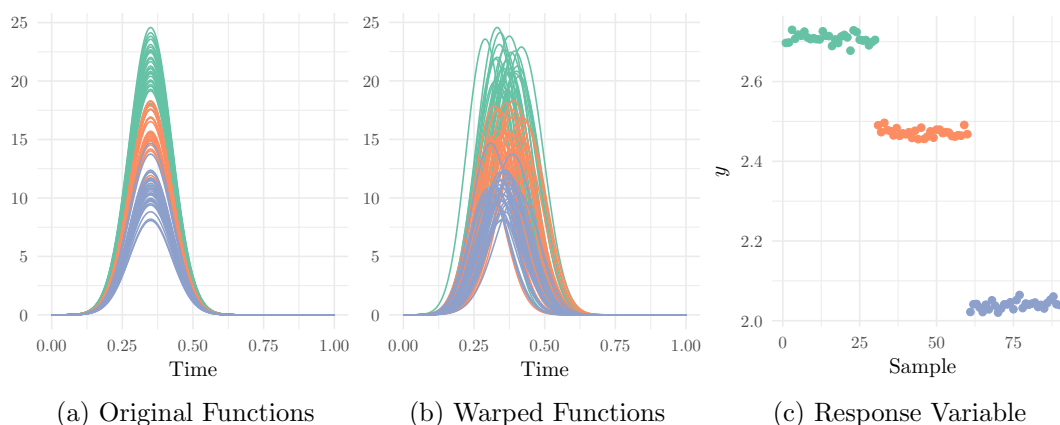 25
20
15
10
5
0
0.00 0.25 0.50 0.75 1.00
Time
(a) Original Functions
25
20
15
10
5
0
0.00 0.25 0.50 0.75 1.00
Time
(b) Warped Functions
y
2.6
2.4
2.2
2.0
0 25 50 75
Sample
(c) Response Variable